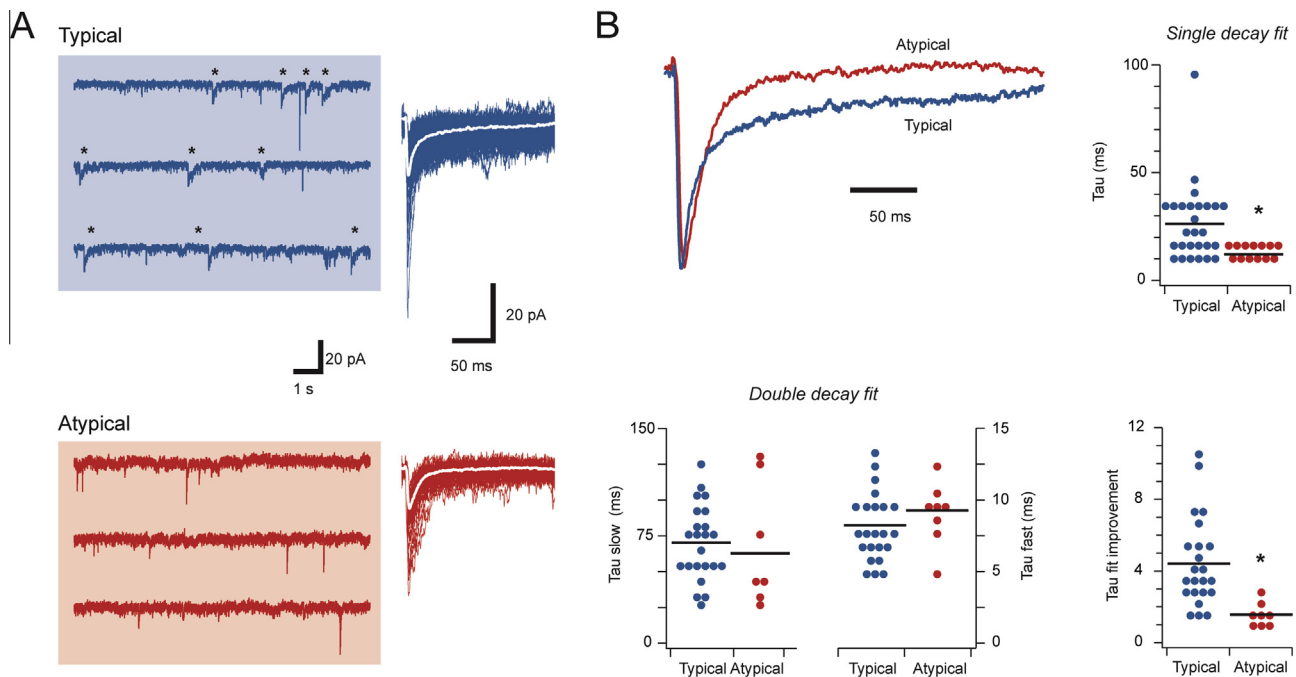 A
Typical
* * * *
* * *
* * *
20 pA
1 s
20 pA
50 ms
Atypical
B
Atypical
Typical
50 ms
Single decay fit
100
50
0
Tau (ms)
*
Typical Atypical
Double decay fit
150
75
0
Tau slow (ms)
Typical Atypical
15
10
5
0
Tau fast (ms)
Typical Atypical
12
8
4
0
Tau fit improvement
*
Typical Atypical